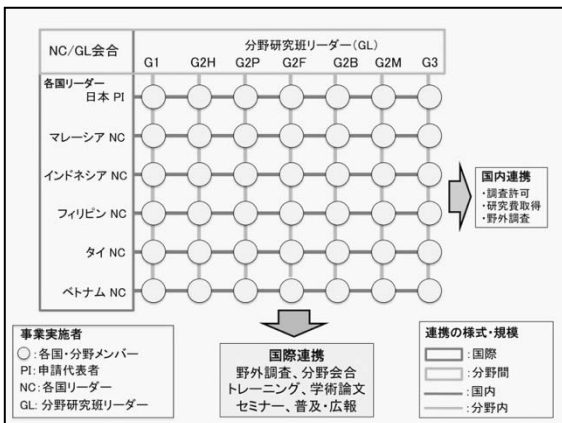 NC/GL会合
分野研究班リーダー(GL)
G1 G2H G2P G2F G2B G2M G3
各国リーダー
日本 PI
マレーシア NC
インドネシア NC
フィリピン NC
タイ NC
ベトナム NC
国内連携
・調査許可
・研究費取得
・野外調査
事業実施者
○:各国・分野メンバー
PI:申請代表者
NC:各国リーダー
GL:分野研究班リーダー
国際連携
野外調査、分野会合
トレーニング、学術論文
セミナー、普及・広報
連携の様式・規模
:国際
:分野間
:国内
:分野内